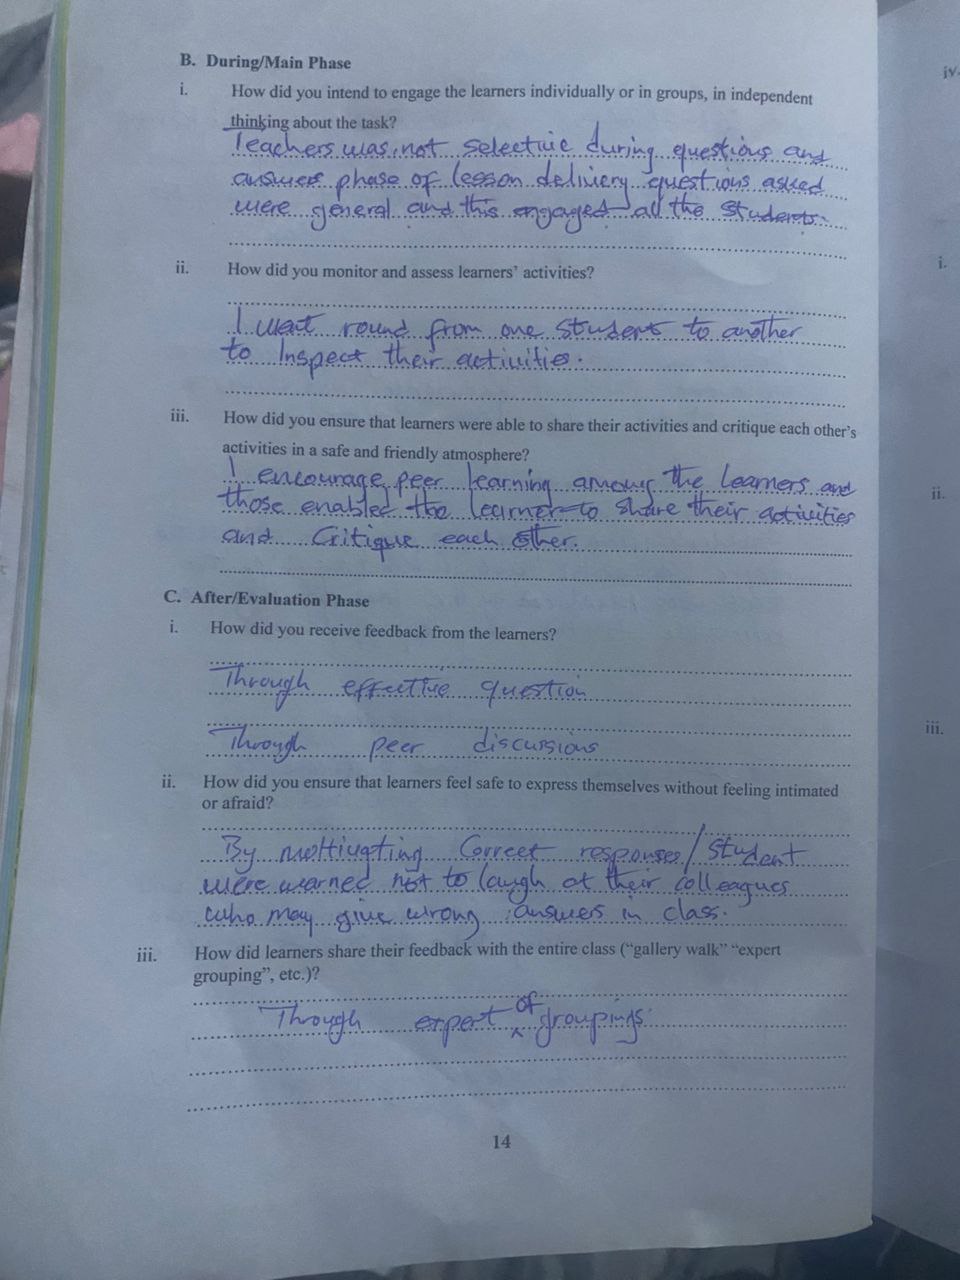 B. During/Main Phase
i. How did you intend to engage the learners individually or in groups, in independent
thinking about the task?
Teachers was not selective during questions and
answers phase of lesson delivery questions asked
were general and this engaged all the students.
ii. How did you monitor and assess learners' activities?
I went round from one student to another
to Inspect their activities.
iii. How did you ensure that learners were able to share their activities and critique each other's
activities in a safe and friendly atmosphere?
I encourage peer learning among the learners and
those enabled the learner to share their activities
and Critique each other.
C. After/Evaluation Phase
i. How did you receive feedback from the learners?
Through effective question
Through peer discussions
ii. How did you ensure that learners feel safe to express themselves without feeling intimated
or afraid?
By Correct responses/student
were warned not to laugh at their colleagues
who may give wrong answers in class.
iii. How did learners share their feedback with the entire class ("gallery walk" "expert
grouping", etc.)?
Through expert of groupings
14
iv.
i.
ii.
iii.